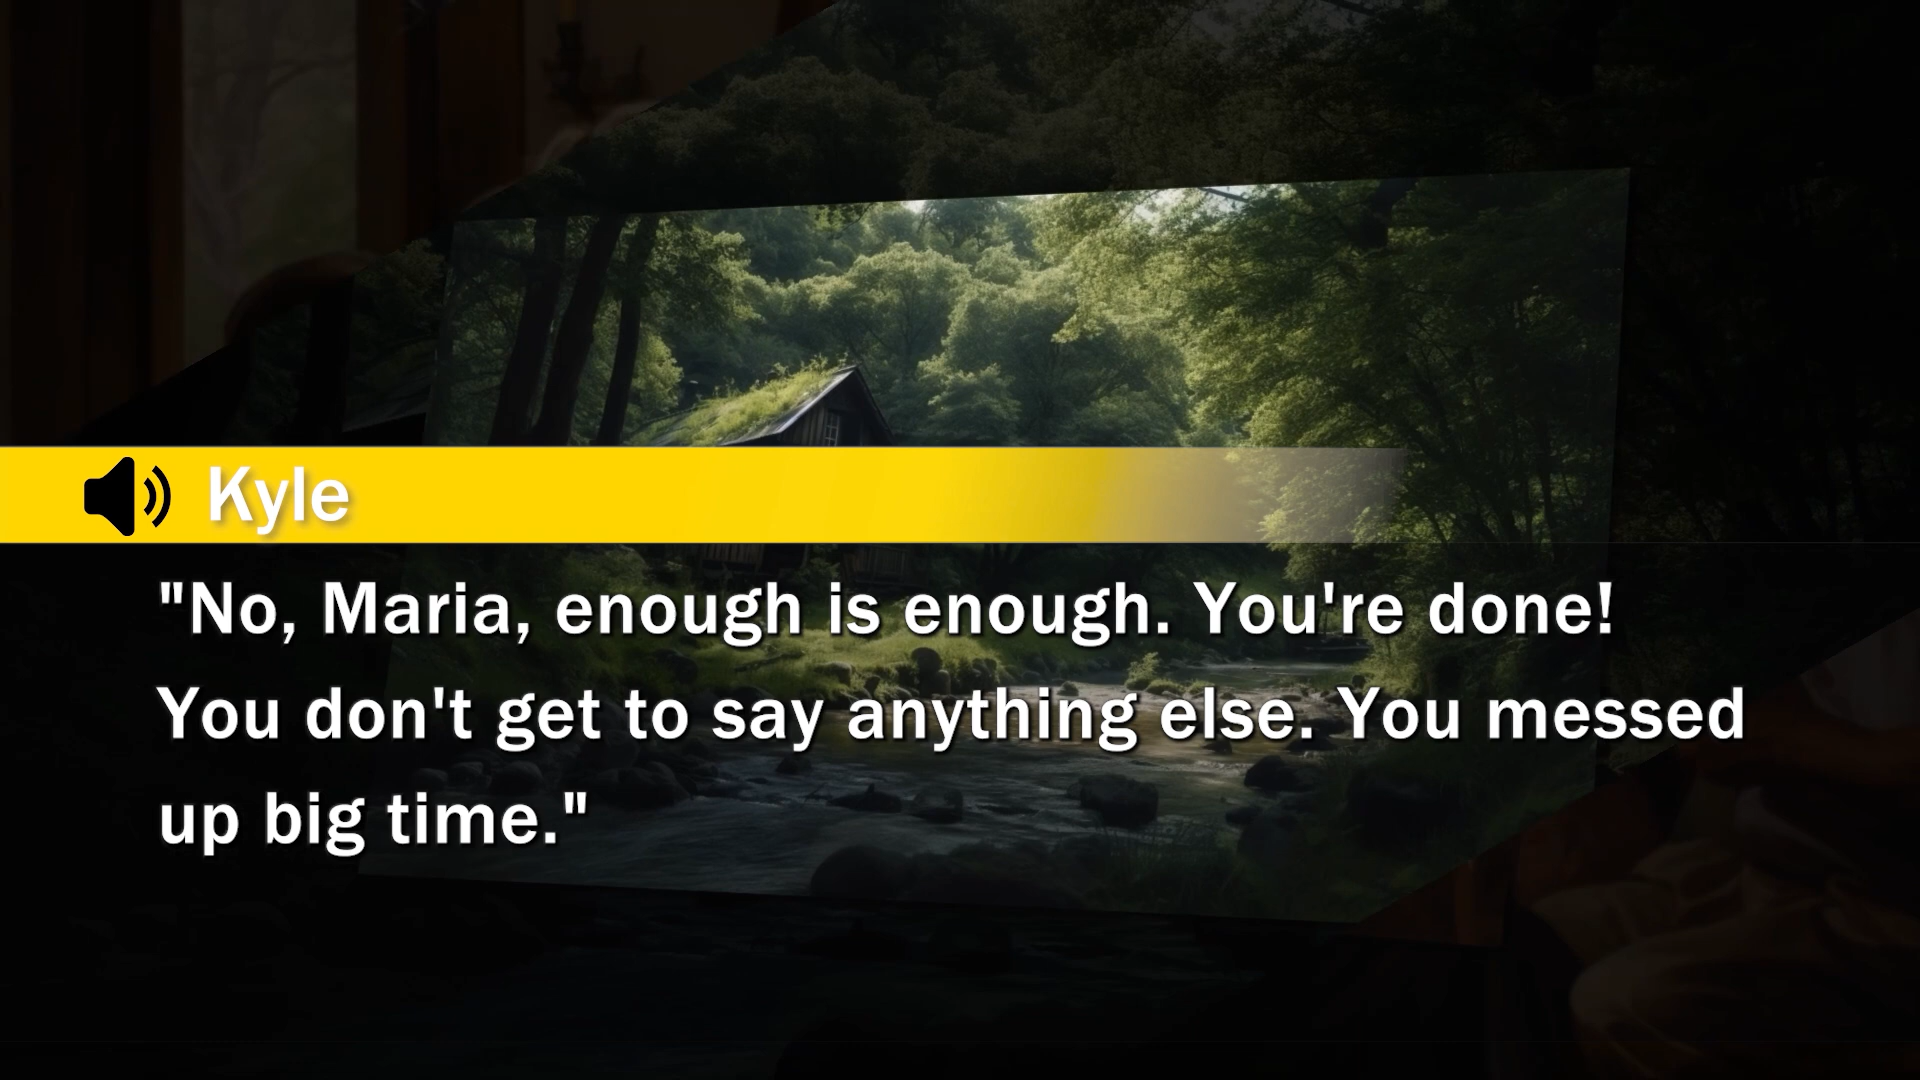 Kyle
"No, Maria, enough is enough. You're done!
You don't get to say anything else. You messed
up big time."